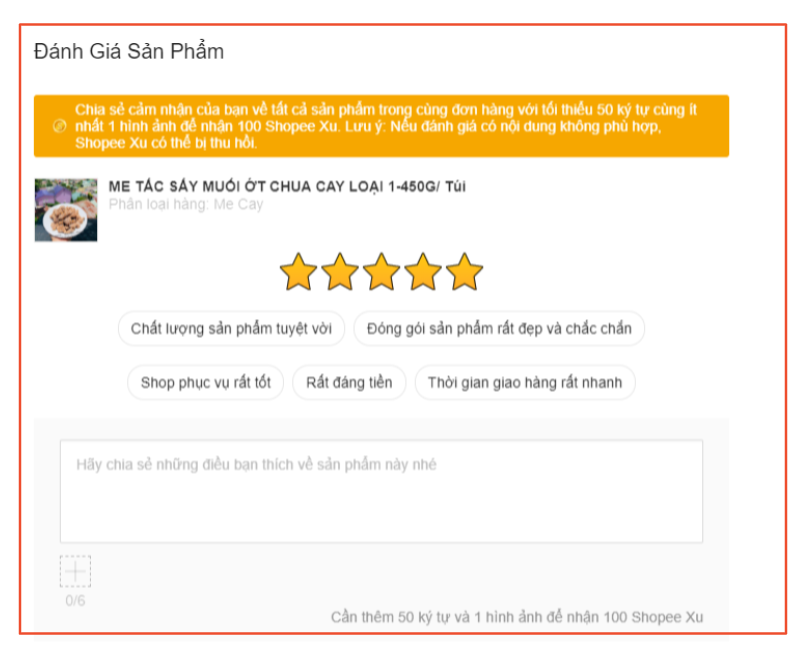 Đánh Giá Sản Phẩm
Chia sẻ cảm nhận của bạn về tất cả sản phẩm trong cùng đơn hàng với tối thiểu 50 ký tự cùng ít
nhất 1 hình ảnh để nhận 100 Shopee Xu. Lưu ý: Nếu đánh giá có nội dung không phù hợp,
Shopee Xu có thể bị thu hồi.
ME TẮC SẤY MUỐI ỚT CHUA CAY LOẠI 1-450G/ Túi
Phân loại hàng: Me Cay
Chất lượng sản phẩm tuyệt vời
Đóng gói sản phẩm rất đẹp và chắc chắn
Shop phục vụ rất tốt
Rất đáng tiền
Thời gian giao hàng rất nhanh
Hãy chia sẻ những điều bạn thích về sản phẩm này nhé
0/6
Cần thêm 50 ký tự và 1 hình ảnh để nhận 100 Shopee Xu